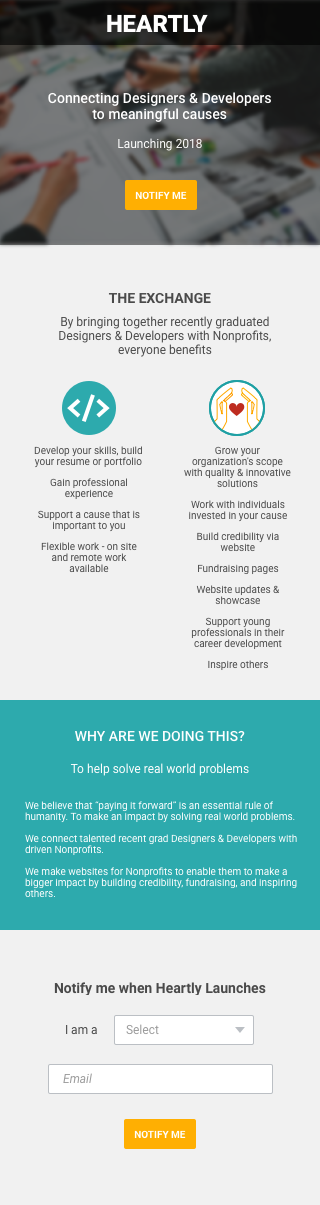 HEARTLY
Connecting Designers & Developers
to meaningful causes
Launching 2018
NOTIFY ME
THE EXCHANGE
By bringing together recently graduated
Designers & Developers with Nonprofits,
everyone benefits
</>
Develop your skills, build
your resume or portfolio
Gain professional
experience
Support a cause that is
important to you
Flexible work - on site
and remote work
available
Grow your
organization's scope
with quality & innovative
solutions
Work with individuals
invested in your cause
Build credibility via
website
Fundraising pages
Website updates &
showcase
Support young
professionals in their
career development
Inspire others
WHY ARE WE DOING THIS?
To help solve real world problems
We believe that "paying it forward" is an essential rule of
humanity. To make an impact by solving real world problems.
We connect talented recent grad Designers & Developers with
driven Nonprofits.
We make websites for Nonprofits to enable them to make a
bigger impact by building credibility, fundraising, and inspiring
others.
Notify me when Heartly Launches
I am a Select
Email
NOTIFY ME